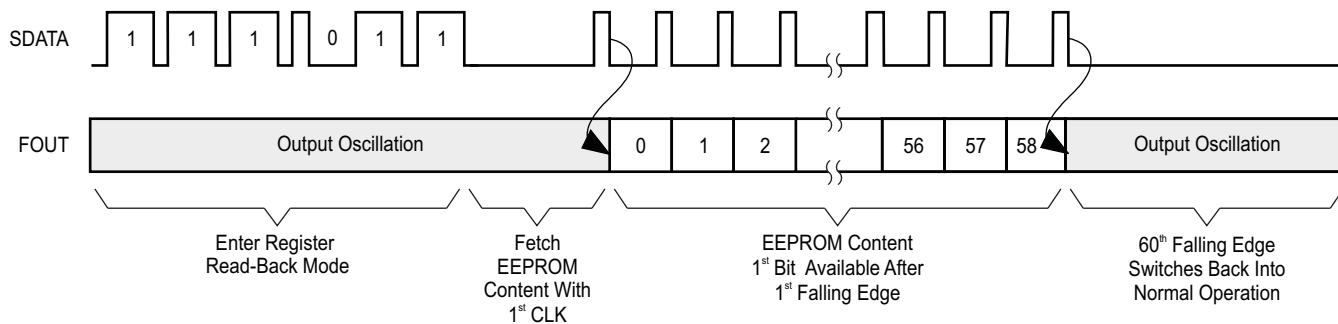 SDATA
1 1 1 0 1 1
FOUT
Output Oscillation
0 1 2 56 57 58
Output Oscillation
Enter Register
Read-Back Mode
Fetch
EEPROM
Content With
1st CLK
EEPROM Content
1st Bit Available After
1st Falling Edge
60th Falling Edge
Switches Back Into
Normal Operation